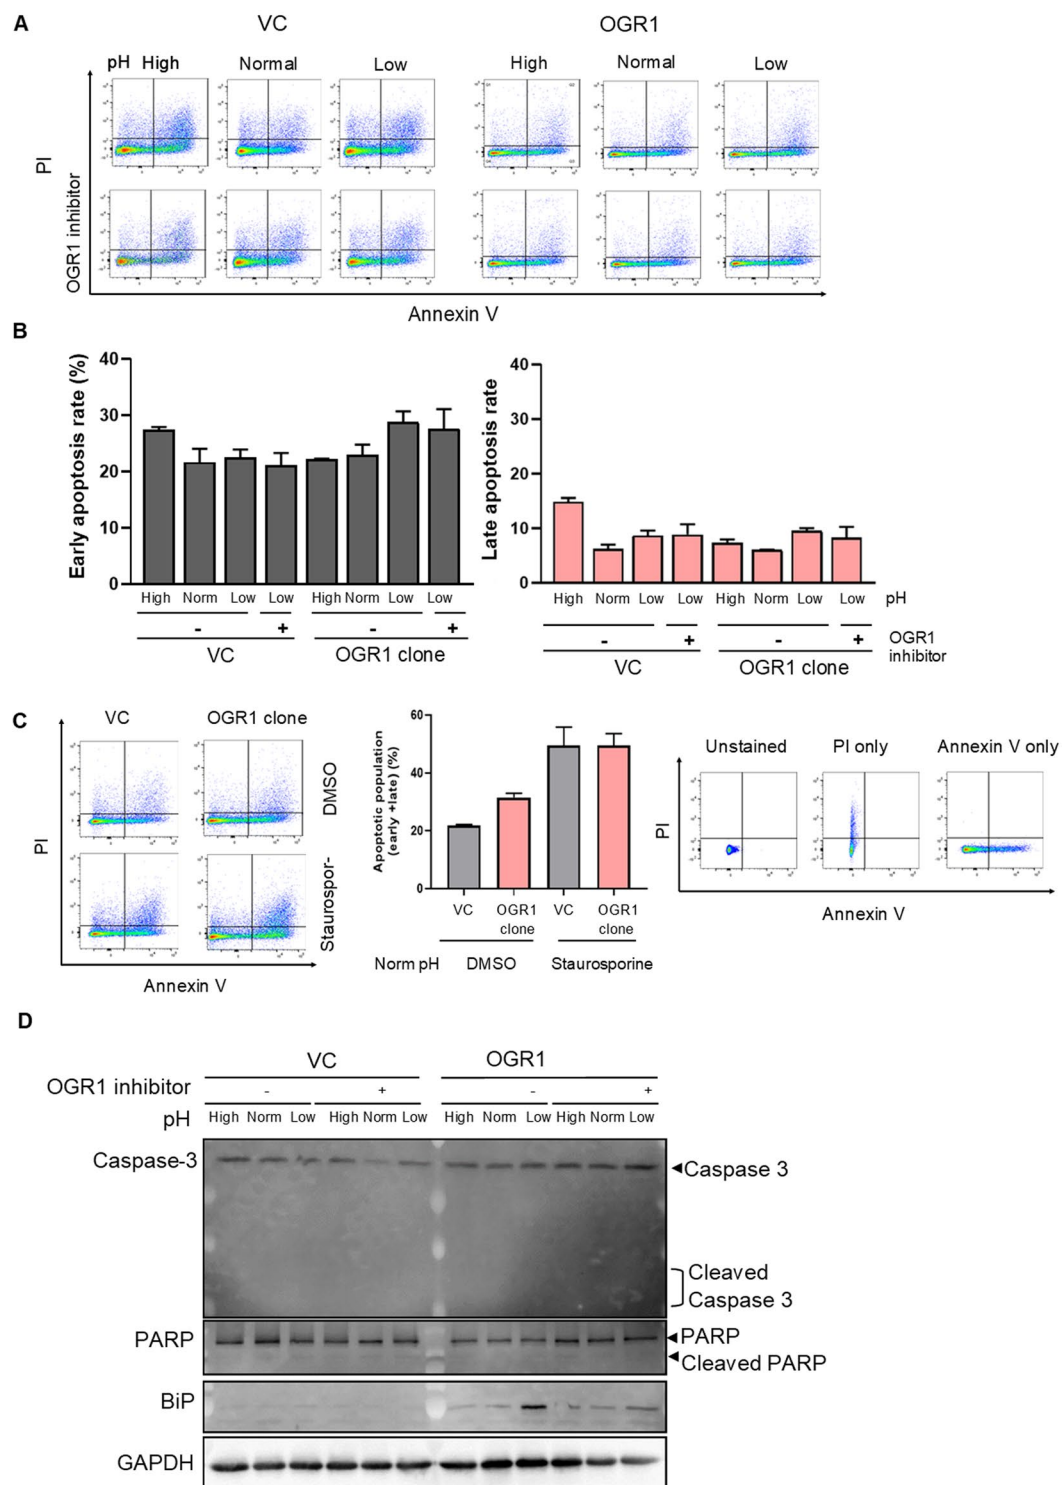 A
VC
OGR1
pH High
Normal
Low
High
Normal
Low
PI
OGR1 inhibitor
Annexin V
B
Early apoptosis rate (%)
40
30
20
10
0
High Norm Low Low High Norm Low Low
- + - +
VC OGR1 clone
Late apoptosis rate
40
30
20
10
0
High Norm Low Low High Norm Low Low pH
- + - + OGR1
inhibitor
VC OGR1 clone
C
VC
OGR1 clone
PI
DMSO
Staurospor-
Annexin V
Apoptotic population
(early +late) (%)
60
40
20
0
VC OGR1 VC OGR1
clone clone
Norm pH DMSO Staurosporine
Unstained PI only Annexin V only
PI
Annexin V
D
VC OGR1
OGR1 inhibitor - + - +
pH High Norm Low High Norm Low High Norm Low High Norm Low
Caspase-3
Caspase 3
Cleaved
Caspase 3
PARP
PARP
Cleaved PARP
BiP
GAPDH